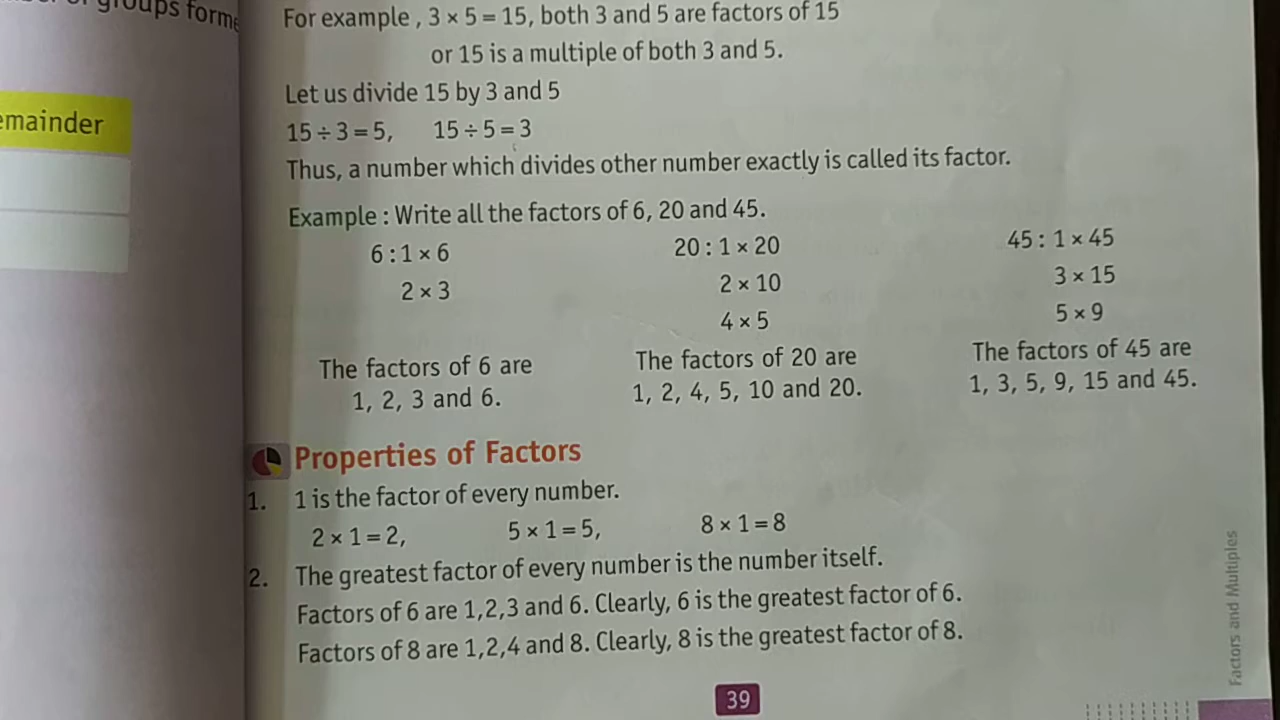 groups forme
emainder
For example , 3 × 5 = 15, both 3 and 5 are factors of 15
or 15 is a multiple of both 3 and 5.
Let us divide 15 by 3 and 5
15 ÷ 3 = 5, 15 ÷ 5 = 3
Thus, a number which divides other number exactly is called its factor.
Example : Write all the factors of 6, 20 and 45.
6 : 1 × 6 20 : 1 × 20 45 : 1 × 45
2 × 3 2 × 10 3 × 15
4 × 5 5 × 9
The factors of 6 are The factors of 20 are The factors of 45 are
1, 2, 3 and 6. 1, 2, 4, 5, 10 and 20. 1, 3, 5, 9, 15 and 45.
Properties of Factors
1. 1 is the factor of every number.
2 × 1 = 2, 5 × 1 = 5, 8 × 1 = 8
2. The greatest factor of every number is the number itself.
Factors of 6 are 1,2,3 and 6. Clearly, 6 is the greatest factor of 6.
Factors of 8 are 1,2,4 and 8. Clearly, 8 is the greatest factor of 8.
39
Factors and Multiples